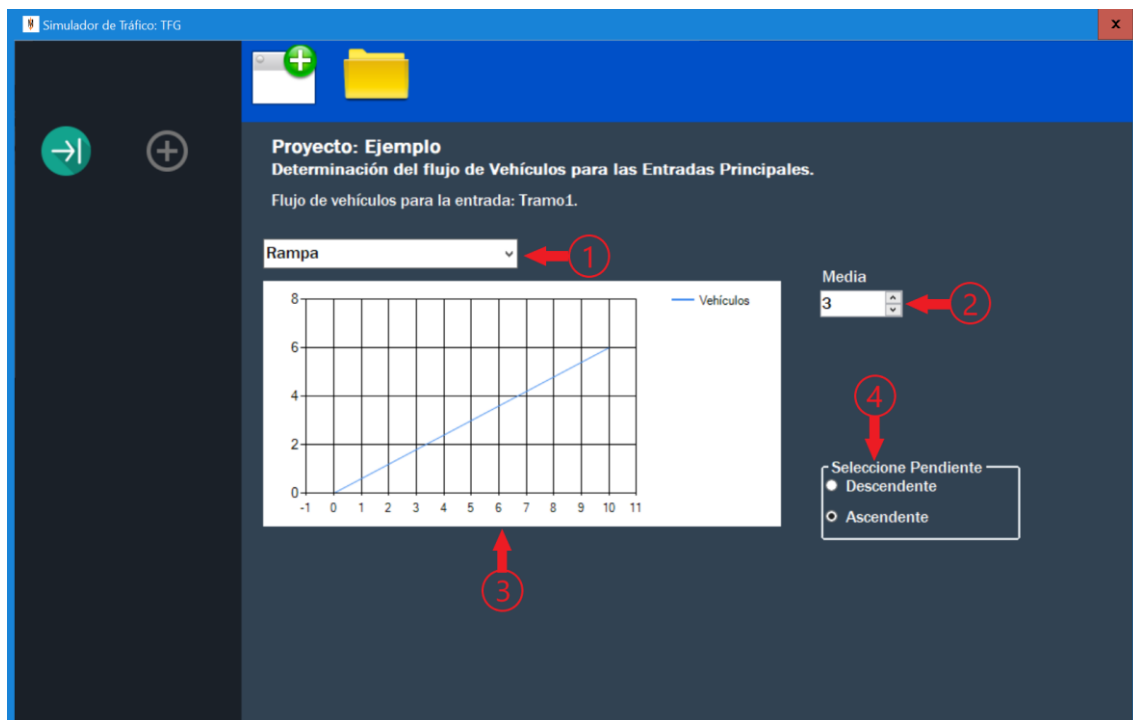 Simulador de Tráfico: TFG
x
Proyecto: Ejemplo
Determinación del flujo de Vehículos para las Entradas Principales.
Flujo de vehículos para la entrada: Tramo1.
Rampa
1
Media
3
2
8
6
4
2
0
-1 0 1 2 3 4 5 6 7 8 9 10 11
Vehículos
3
4
Seleccione Pendiente
Descendente
Ascendente